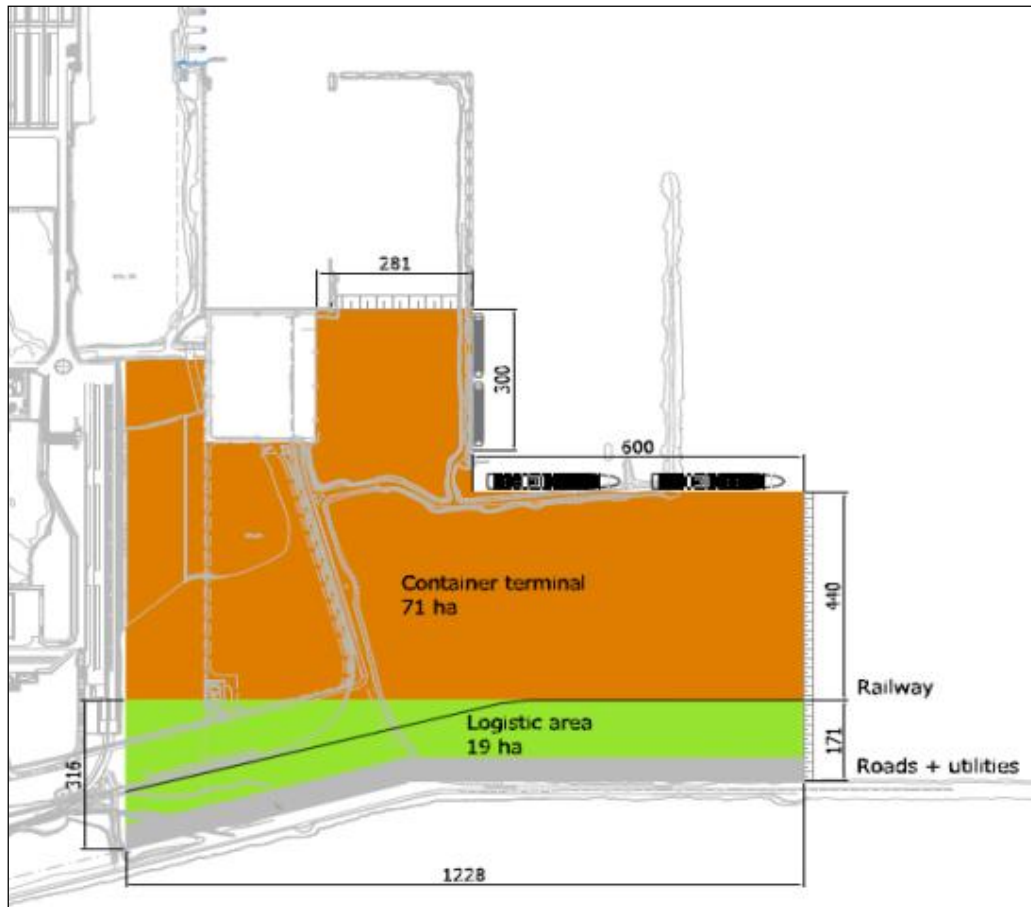 281
300
600
Container terminal
71 ha
440
Railway
Logistic area
19 ha
171
316
Roads + utilities
1228